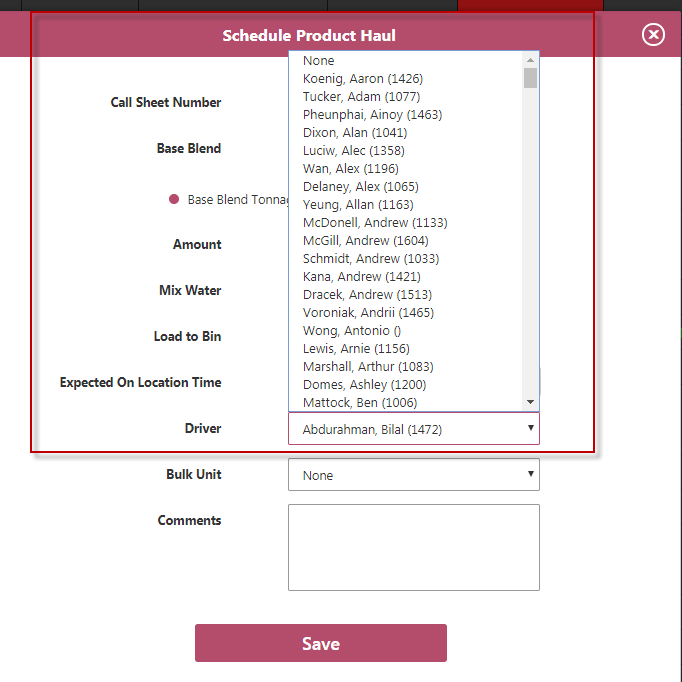 Schedule Product Haul
None
Koenig, Aaron (1426)
Call Sheet Number
Tucker, Adam (1077)
Pheunphai, Ainoy (1463)
Dixon, Alan (1041)
Base Blend
Luciw, Alec (1358)
Wan, Alex (1196)
Delaney, Alex (1065)
Base Blend Tonnag
Yeung, Allan (1163)
McDonell, Andrew (1133)
Amount
McGill, Andrew (1604)
Schmidt, Andrew (1033)
Kana, Andrew (1421)
Mix Water
Dracek, Andrew (1513)
Voroniak, Andrii (1465)
Load to Bin
Wong, Antonio ()
Lewis, Arnie (1156)
Marshall, Arthur (1083)
Expected On Location Time
Domes, Ashley (1200)
Mattock, Ben (1006)
Driver
Abdurahman, Bilal (1472)
Bulk Unit
None
Comments
Save